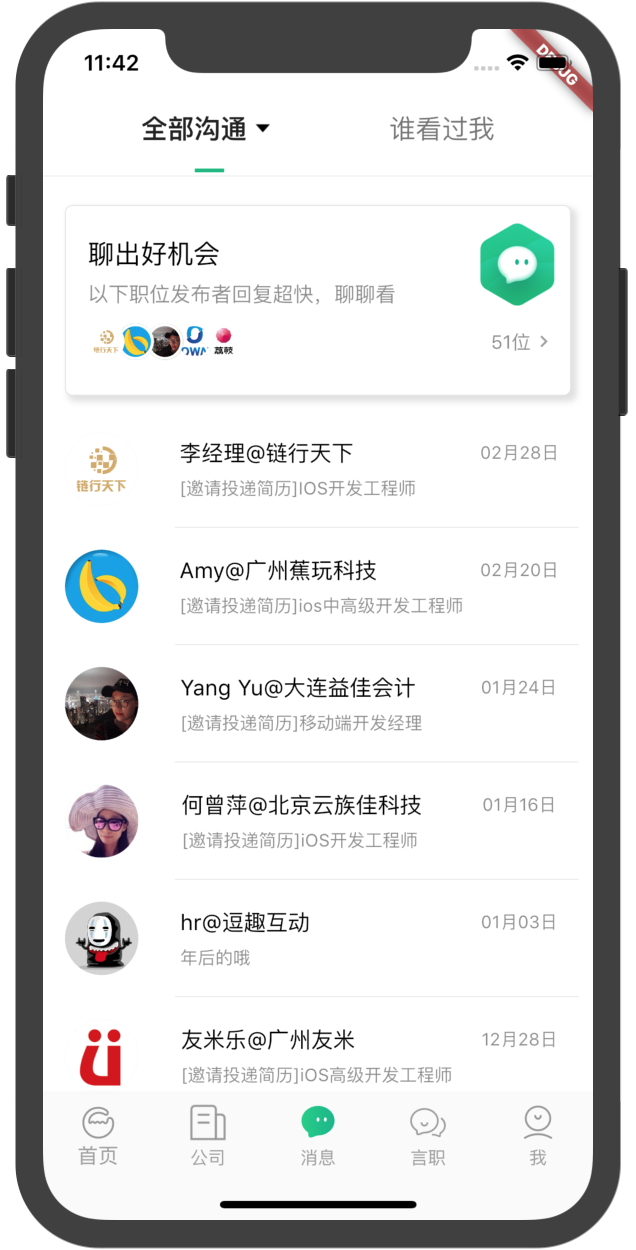 11:42
DEBUG
全部沟通
谁看过我
聊出好机会
以下职位发布者回复超快，聊聊看
链行天下
OWN
荔枝
51位
李经理@链行天下
02月28日
链行天下
[邀请投递简历]IOS开发工程师
Amy@广州蕉玩科技
02月20日
[邀请投递简历]ios中高级开发工程师
Yang Yu@大连益佳会计
01月24日
[邀请投递简历]移动端开发经理
何曾萍@北京云族佳科技
01月16日
[邀请投递简历]iOS开发工程师
hr@逗趣互动
01月03日
年后的哦
友米乐@广州友米
12月28日
[邀请投递简历]iOS高级开发工程师
首页
公司
消息
言职
我